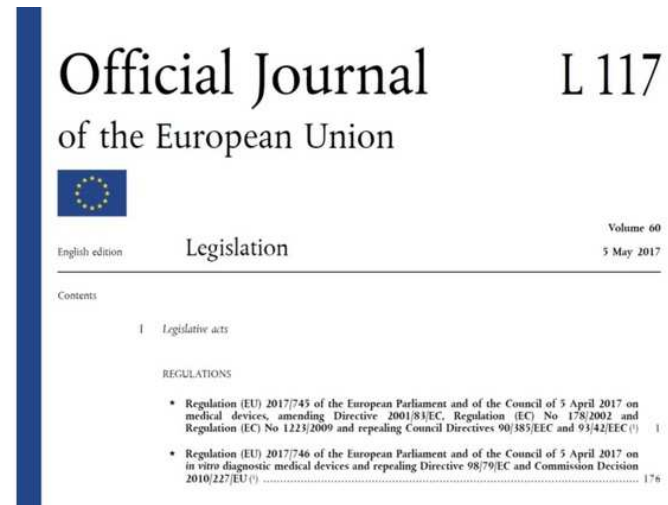 Official Journal L 117
of the European Union
Volume 60
English edition Legislation 5 May 2017
Contents
I Legislative acts
REGULATIONS
* Regulation (EU) 2017/745 of the European Parliament and of the Council of 5 April 2017 on
medical devices, amending Directive 2001/83/EC, Regulation (EC) No 178/2002 and
Regulation (EC) No 1223/2009 and repealing Council Directives 90/385/EEC and 93/42/EEC (¹) 1
* Regulation (EU) 2017/746 of the European Parliament and of the Council of 5 April 2017 on
in vitro diagnostic medical devices and repealing Directive 98/79/EC and Commission Decision
2010/227/EU (¹) ........................................................................ 176